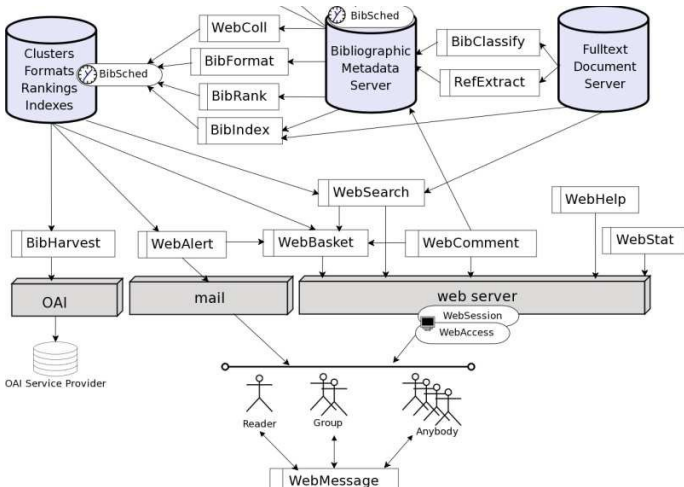 BibSched
WebColl
Clusters
Formats
Rankings
Indexes
BibSched
BibFormat
BibRank
BibIndex
Bibliographic
Metadata
Server
BibClassify
RefExtract
Fulltext
Document
Server
WebSearch
WebHelp
BibHarvest
WebAlert
WebBasket
WebComment
WebStat
OAI
mail
web server
WebSession
WebAccess
OAI Service Provider
Reader
Group
Anybody
WebMessage